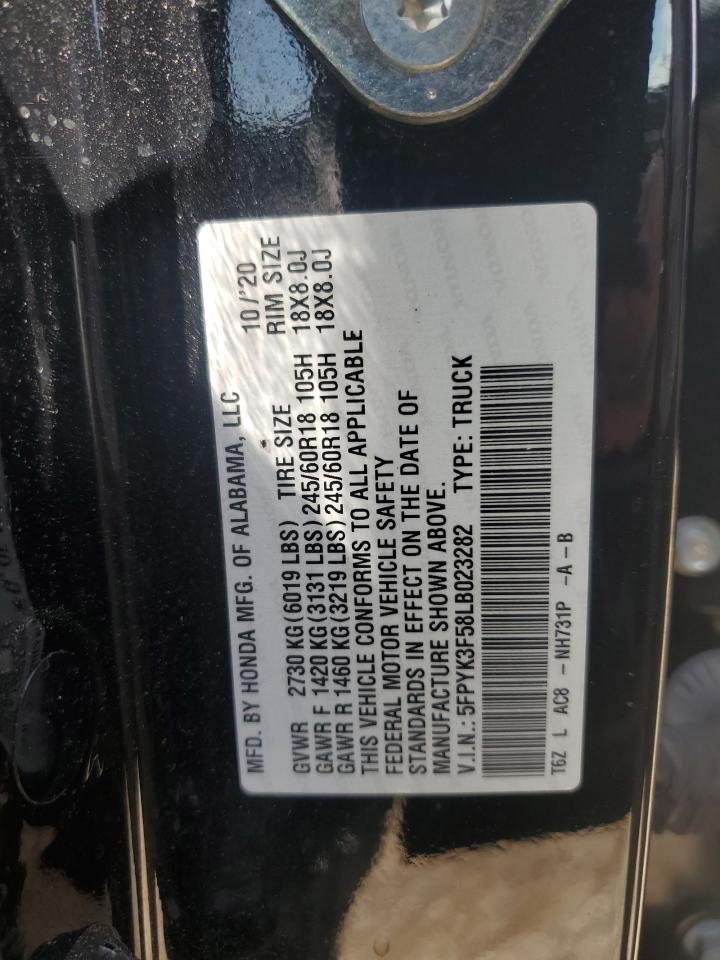 MFD. BY HONDA MFG. OF ALABAMA, LLC 10/'20
GVWR 2730 KG(6019 LBS) TIRE SIZE RIM SIZE
GAWR F 1420 KG(3131 LBS) 245/60R18 105H 18X8.0J
GAWR R 1460 KG(3219 LBS) 245/60R18 105H 18X8.0J
THIS VEHICLE CONFORMS TO ALL APPLICABLE
FEDERAL MOTOR VEHICLE SAFETY
STANDARDS IN EFFECT ON THE DATE OF
MANUFACTURE SHOWN ABOVE.
V.I.N.: 5FPYK3F58LB023282 TYPE: TRUCK
T6Z L AC8 - NH731P -A-B